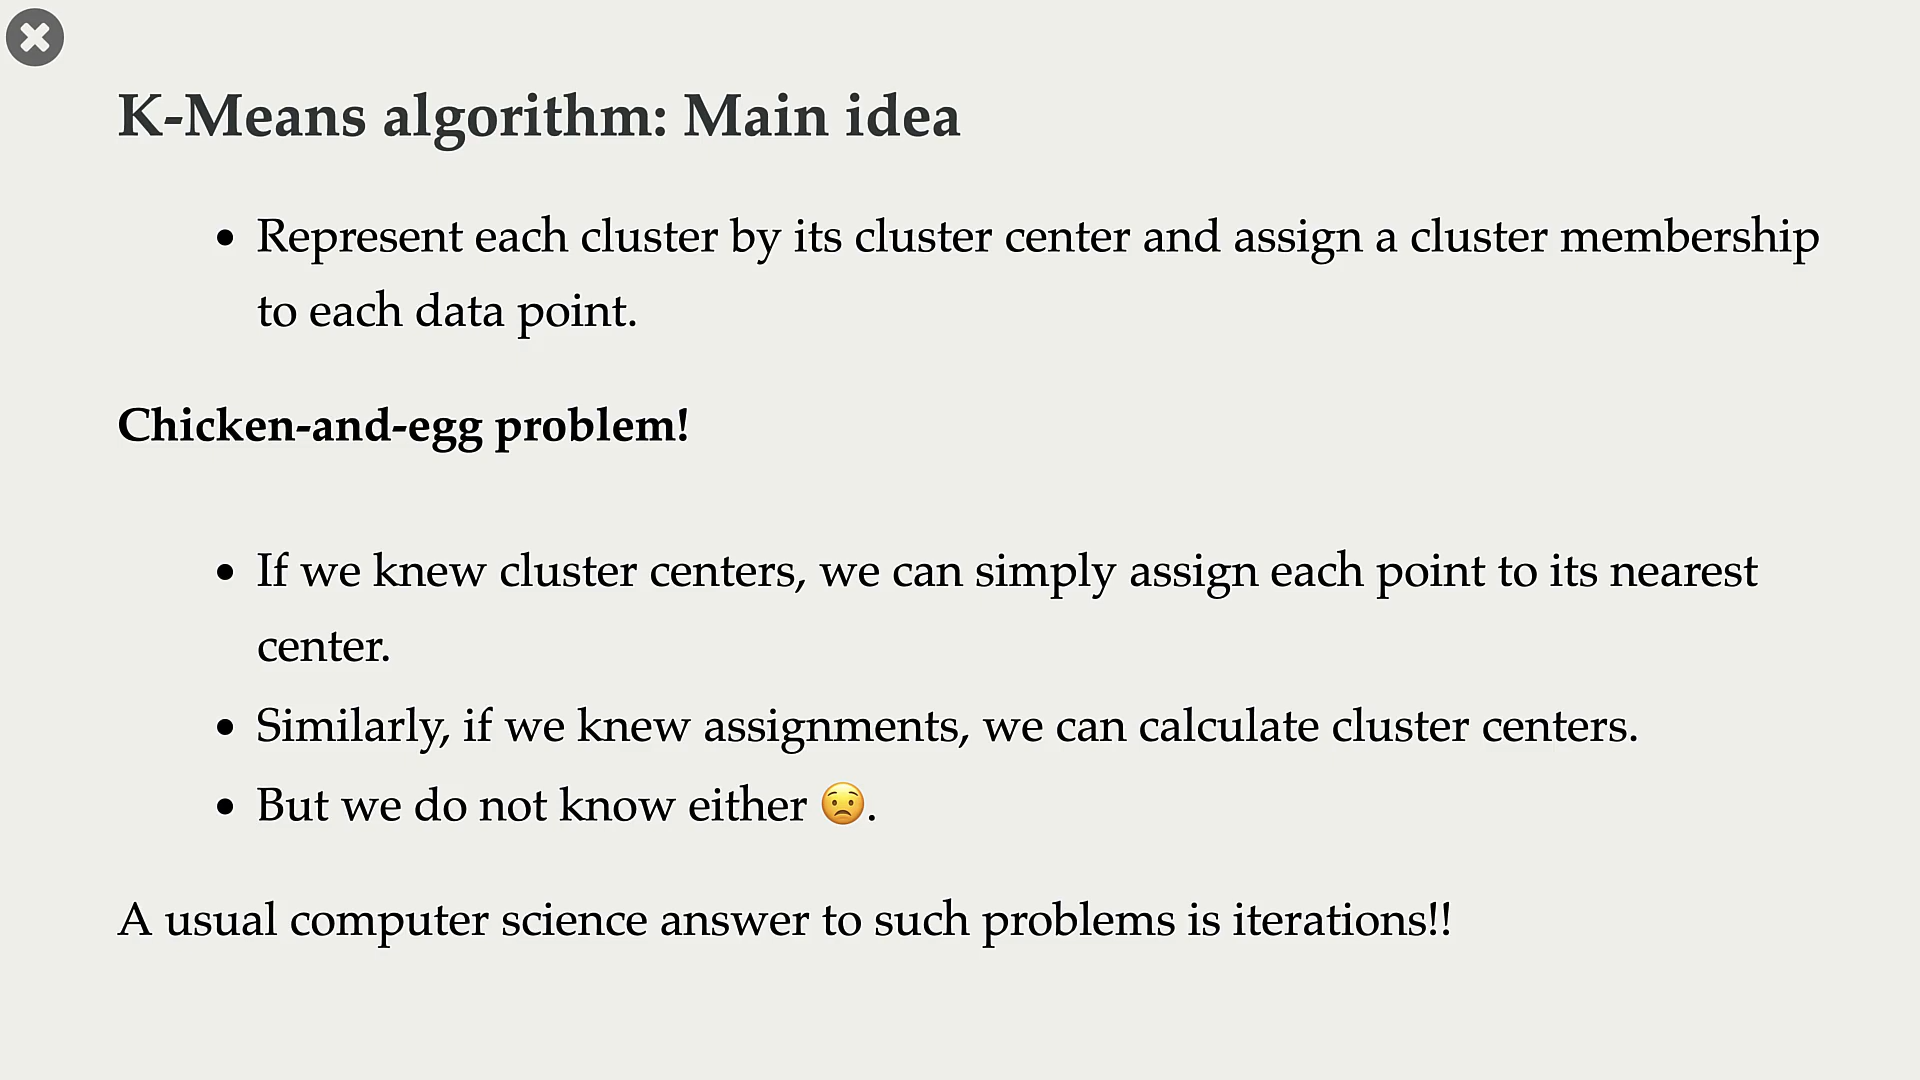 K-Means algorithm: Main idea
• Represent each cluster by its cluster center and assign a cluster membership
to each data point.
Chicken-and-egg problem!
• If we knew cluster centers, we can simply assign each point to its nearest
center.
• Similarly, if we knew assignments, we can calculate cluster centers.
• But we do not know either 😟.
A usual computer science answer to such problems is iterations!!